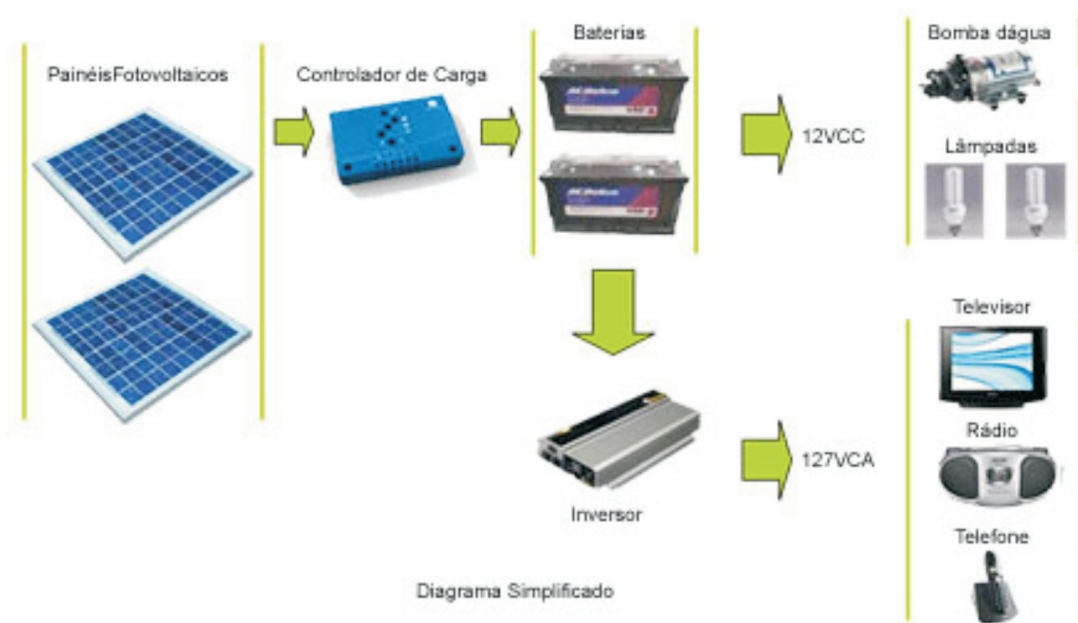 PainéisFotovoltaicos
Controlador de Carga
Baterias
12VCC
Bomba dágua
Lâmpadas
Televisor
Inversor
127VCA
Rádio
Telefone
Diagrama Simplificado